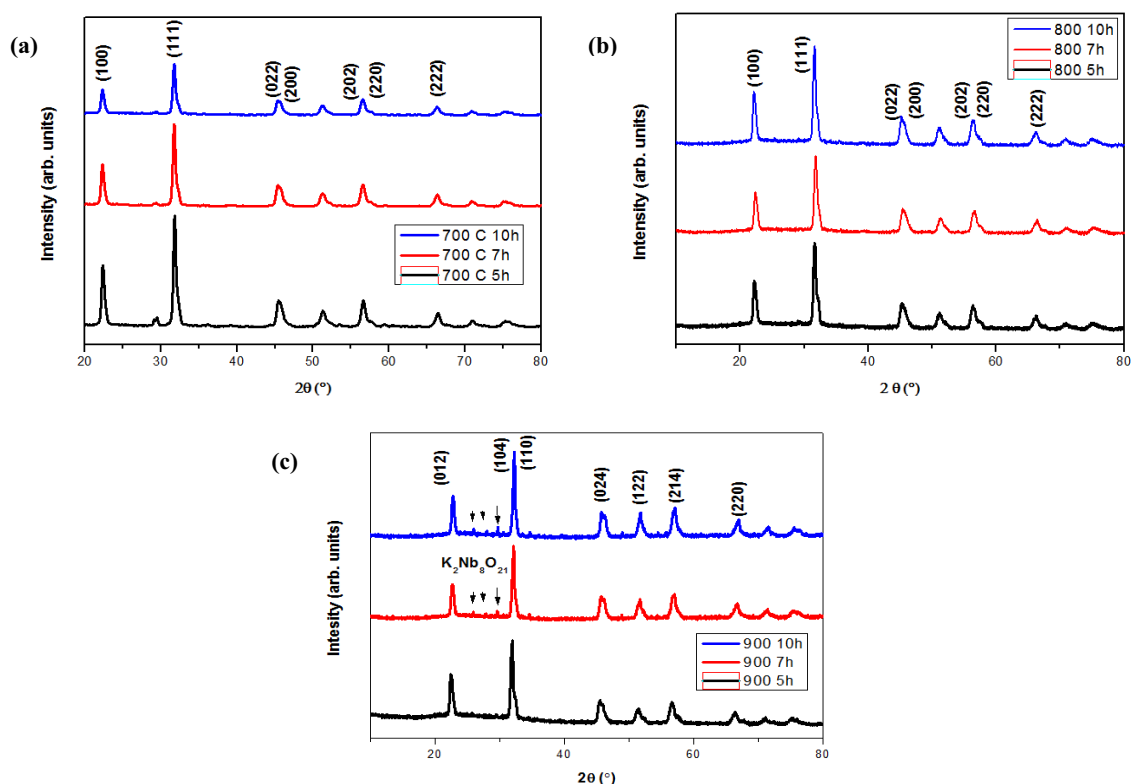 (a)
(100)
(111)
(022)
(200)
(202)
(220)
(222)
Intensity (arb. units)
700 C 10h
700 C 7h
700 C 5h
20 30 40 50 60 70 80
2θ (°)
(b)
(100)
(111)
(022)
(200)
(202)
(220)
(222)
Intensity (arb. units)
800 10h
800 7h
800 5h
20 40 60 80
2 θ (°)
(c)
(012)
(104)
(110)
(024)
(122)
(214)
(220)
K₂Nb₈O₂₁
Intesity (arb. units)
900 10h
900 7h
900 5h
20 40 60 80
2θ (°)